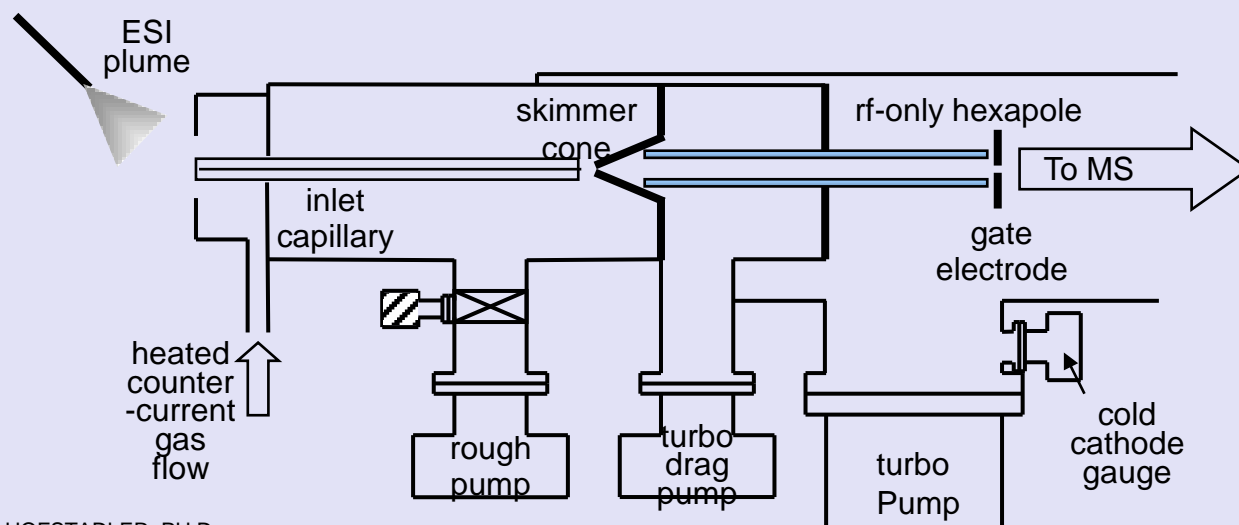 ESI
plume
skimmer
cone
rf-only hexapole
To MS
inlet
capillary
gate
electrode
heated
counter
-current
gas
flow
rough
pump
turbo
drag
pump
turbo
Pump
cold
cathode
gauge